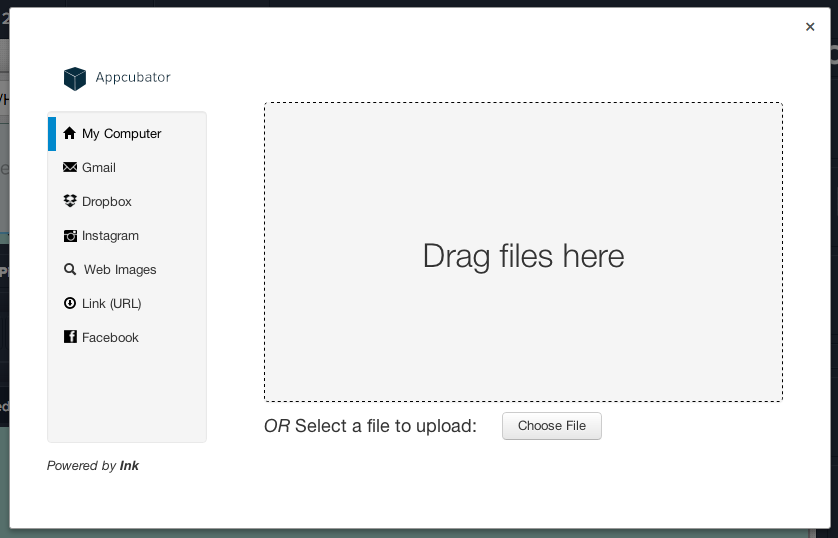 ×
Appcubator
My Computer
Gmail
Dropbox
Instagram
Web Images
Link (URL)
Facebook
Drag files here
OR Select a file to upload:
Choose File
Powered by Ink